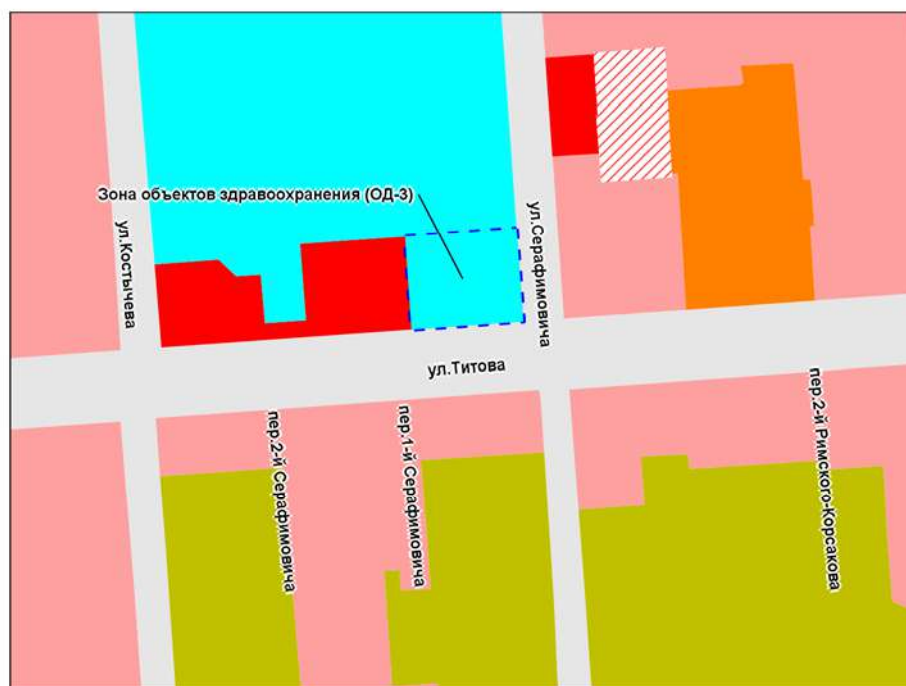 Зона объектов здравоохранения (ОД-3)
ул.Костычева
ул.Серафимовича
ул.Титова
пер.2-й Серафимовича
пер.1-й Серафимовича
пер.2-й Римского-Корсакова